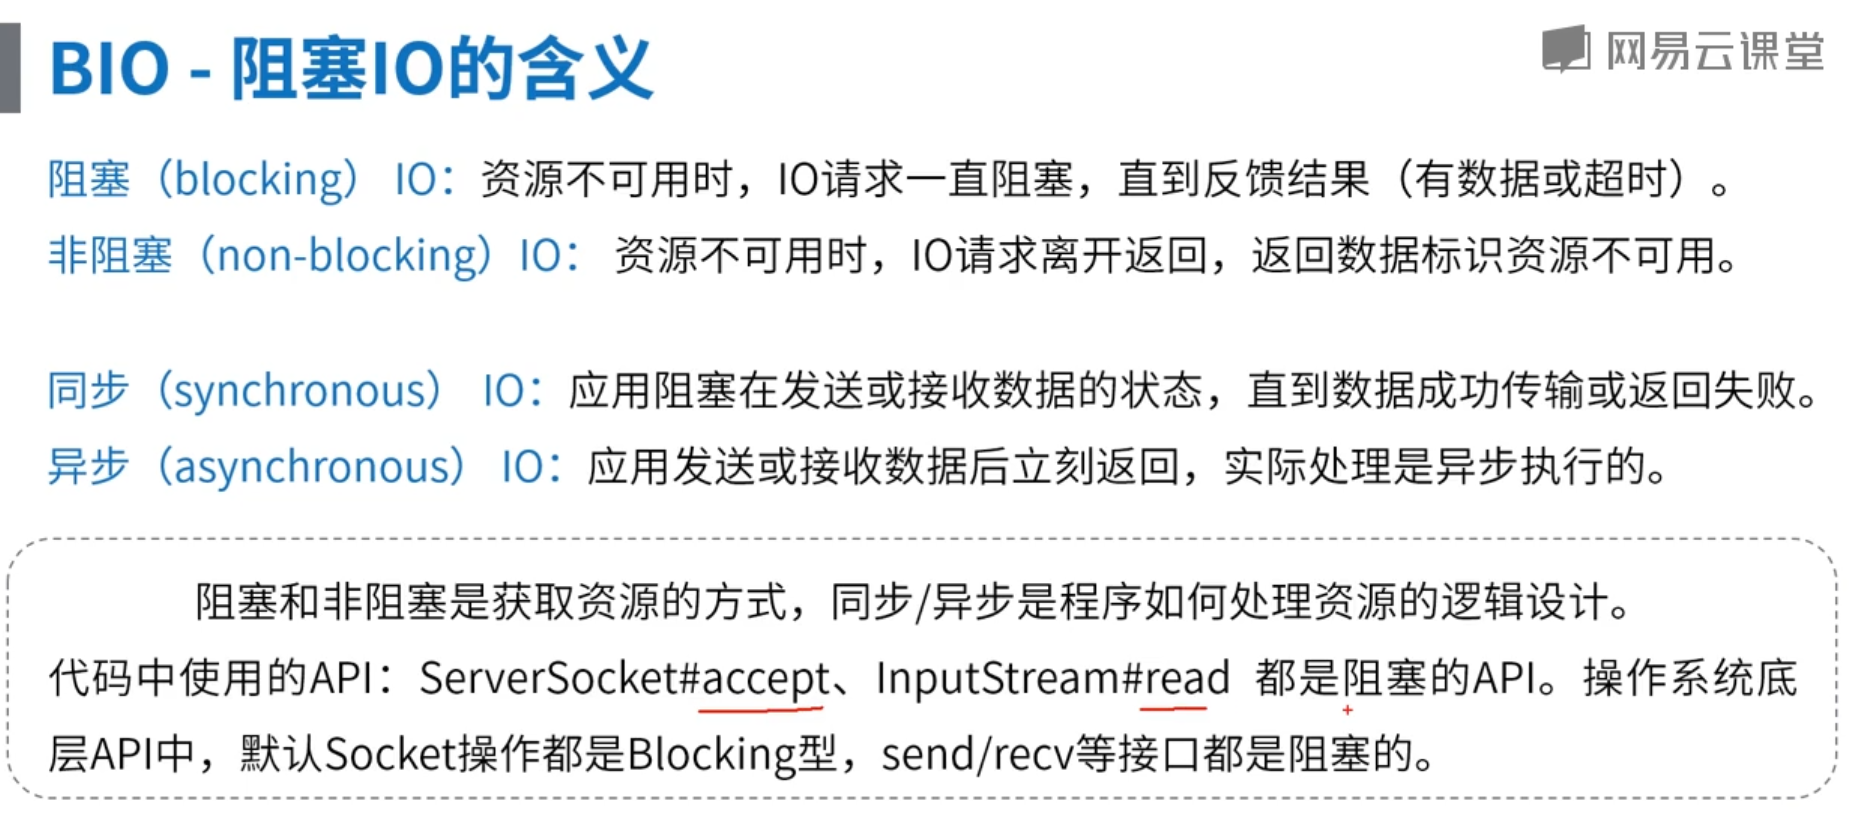 BIO - 阻塞IO的含义
网易云课堂
阻塞（blocking） IO：资源不可用时，IO请求一直阻塞，直到反馈结果（有数据或超时）。
非阻塞（non-blocking）IO： 资源不可用时，IO请求离开返回，返回数据标识资源不可用。
同步（synchronous） IO：应用阻塞在发送或接收数据的状态，直到数据成功传输或返回失败。
异步（asynchronous） IO：应用发送或接收数据后立刻返回，实际处理是异步执行的。
阻塞和非阻塞是获取资源的方式，同步/异步是程序如何处理资源的逻辑设计。
代码中使用的API：ServerSocket#accept、InputStream#read 都是阻塞的API。操作系统底
层API中，默认Socket操作都是Blocking型，send/recv等接口都是阻塞的。